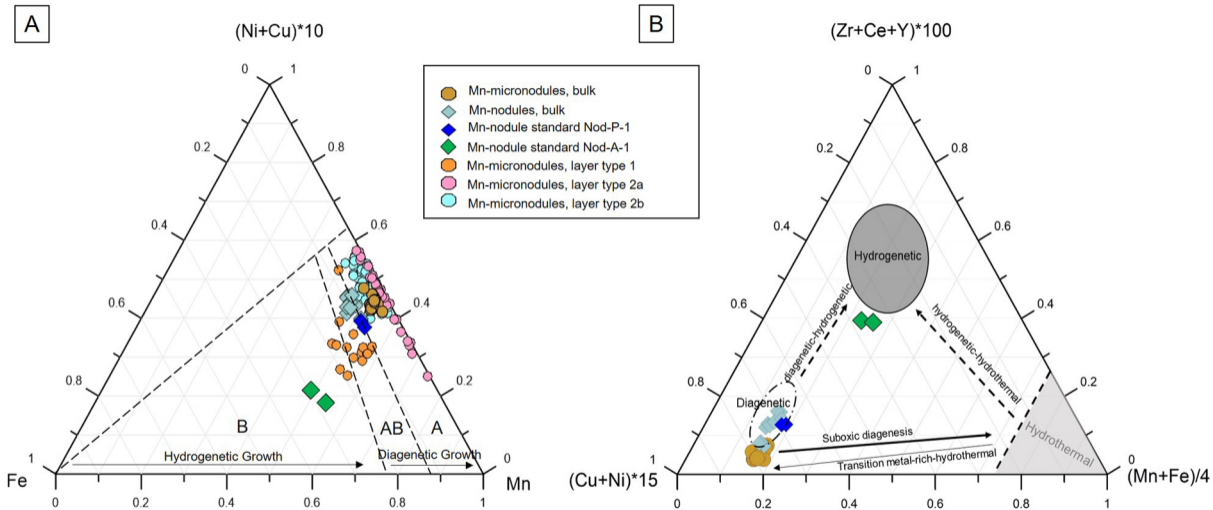 A
(Ni+Cu)*10
0
1
0.2
0.8
0.4
0.6
0.6
0.4
0.8
0.2
B
AB
A
Hydrogenetic Growth
Diagenetic Growth
1
0
Fe
Mn
0
0.2
0.4
0.6
0.8
1
Mn-micronodules, bulk
Mn-nodules, bulk
Mn-nodule standard Nod-P-1
Mn-nodule standard Nod-A-1
Mn-micronodules, layer type 1
Mn-micronodules, layer type 2a
Mn-micronodules, layer type 2b
B
(Zr+Ce+Y)*100
0
1
0.2
0.8
0.4
0.6
Hydrogenetic
0.6
0.4
diagenetic-hydrogenetic
hydrogenetic-hydrothermal
0.8
0.2
Diagenetic
Hydrothermal
Suboxic diagenesis
Transition metal-rich-hydrothermal
1
0
(Cu+Ni)*15
(Mn+Fe)/4
0
0.2
0.4
0.6
0.8
1